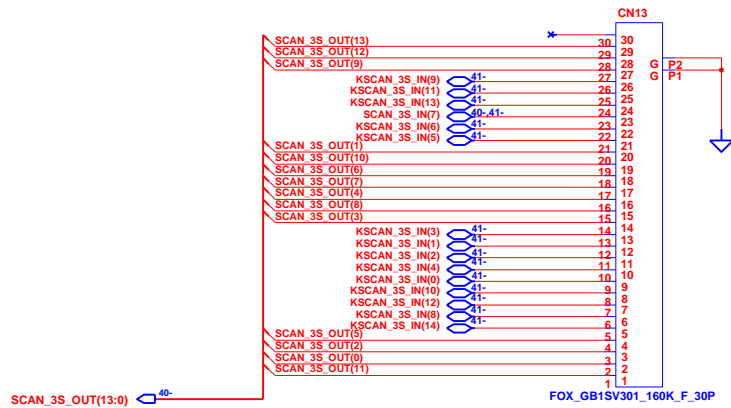 CN13
30 30
SCAN_3S_OUT(13) 29 29
SCAN_3S_OUT(12) 28 28 G P2
SCAN_3S_OUT(9) 27 27 G P1
KSCAN_3S_IN(9) 41- 26 26
KSCAN_3S_IN(11) 41- 25 25
KSCAN_3S_IN(13) 41- 24 24
SCAN_3S_IN(7) 40-,41- 23 23
KSCAN_3S_IN(6) 41- 22 22
KSCAN_3S_IN(5) 41- 21 21
SCAN_3S_OUT(1) 20 20
SCAN_3S_OUT(10) 19 19
SCAN_3S_OUT(6) 18 18
SCAN_3S_OUT(7) 17 17
SCAN_3S_OUT(4) 16 16
SCAN_3S_OUT(8) 15 15
SCAN_3S_OUT(3) 14 14
KSCAN_3S_IN(3) 41- 13 13
KSCAN_3S_IN(1) 41- 12 12
KSCAN_3S_IN(2) 41- 11 11
KSCAN_3S_IN(4) 41- 10 10
KSCAN_3S_IN(0) 41- 9 9
KSCAN_3S_IN(10) 41- 8 8
KSCAN_3S_IN(12) 41- 7 7
KSCAN_3S_IN(8) 41- 6 6
KSCAN_3S_IN(14) 41- 5 5
SCAN_3S_OUT(5) 4 4
SCAN_3S_OUT(2) 3 3
SCAN_3S_OUT(0) 2 2
SCAN_3S_OUT(11) 1 1
SCAN_3S_OUT(13:0) 40-
FOX_GB1SV301_160K_F_30P